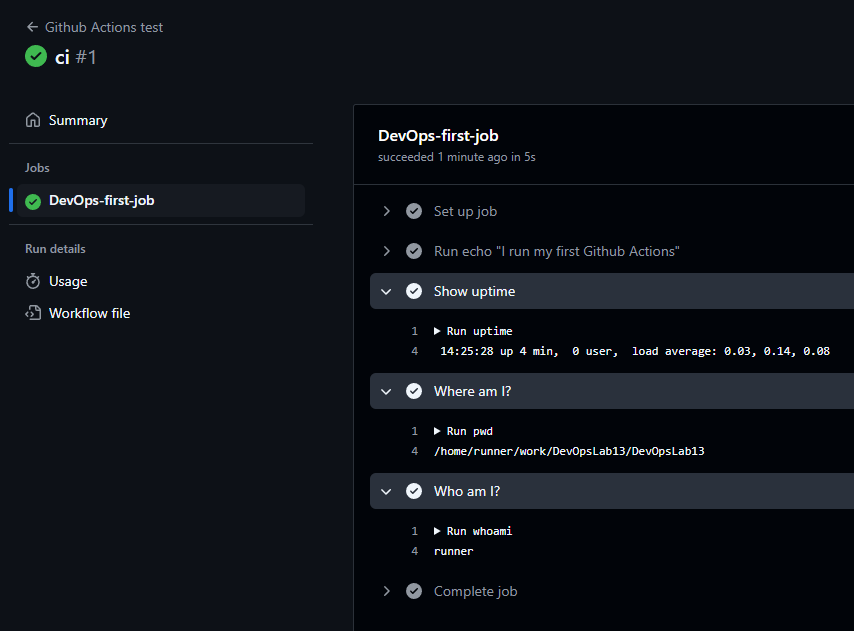 Github Actions test
ci #1
Summary
Jobs
DevOps-first-job
Run details
Usage
Workflow file
DevOps-first-job
succeeded 1 minute ago in 5s
Set up job
Run echo "I run my first Github Actions"
Show uptime
1 Run uptime
4 14:25:28 up 4 min,  0 user,  load average: 0.03, 0.14, 0.08
Where am I?
1 Run pwd
4 /home/runner/work/DevOpsLab13/DevOpsLab13
Who am I?
1 Run whoami
4 runner
Complete job